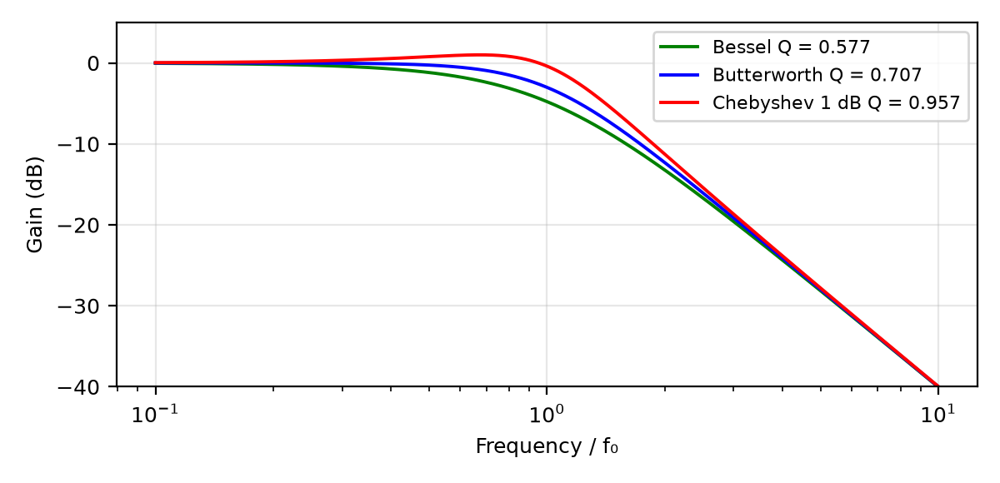 Bessel Q = 0.577
Butterworth Q = 0.707
Chebyshev 1 dB Q = 0.957
Gain (dB)
0
−10
−20
−30
−40
10⁻¹
10⁰
10¹
Frequency / f₀